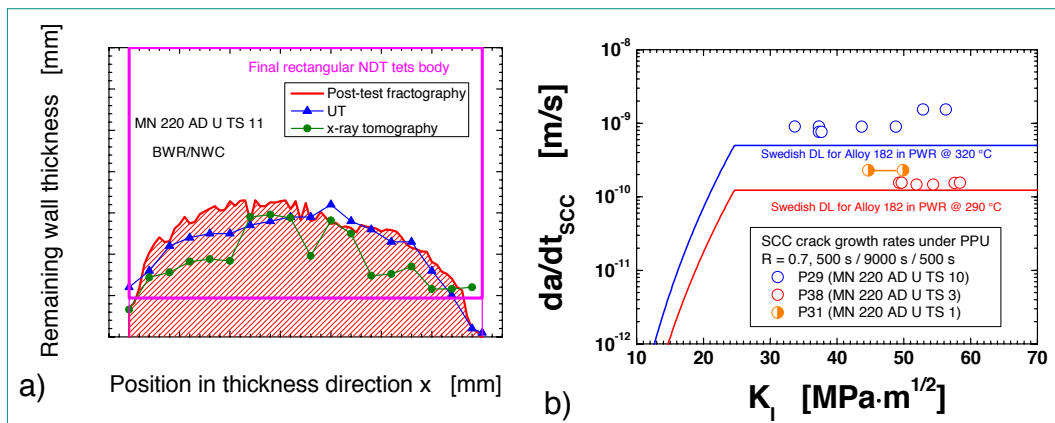 Remaining wall thickness [mm]
Final rectangular NDT tets body
Post-test fractography
UT
x-ray tomography
MN 220 AD U TS 11
BWR/NWC
a)
Position in thickness direction x [mm]
da/dt_SCC [m/s]
10^-8
10^-9
10^-10
10^-11
10^-12
Swedish DL for Alloy 182 in PWR @ 320 °C
Swedish DL for Alloy 182 in PWR @ 290 °C
SCC crack growth rates under PPU
R = 0.7, 500 s / 9000 s / 500 s
P29 (MN 220 AD U TS 10)
P38 (MN 220 AD U TS 3)
P31 (MN 220 AD U TS 1)
10 20 30 40 50 60 70
b)
K_I [MPa·m^1/2]